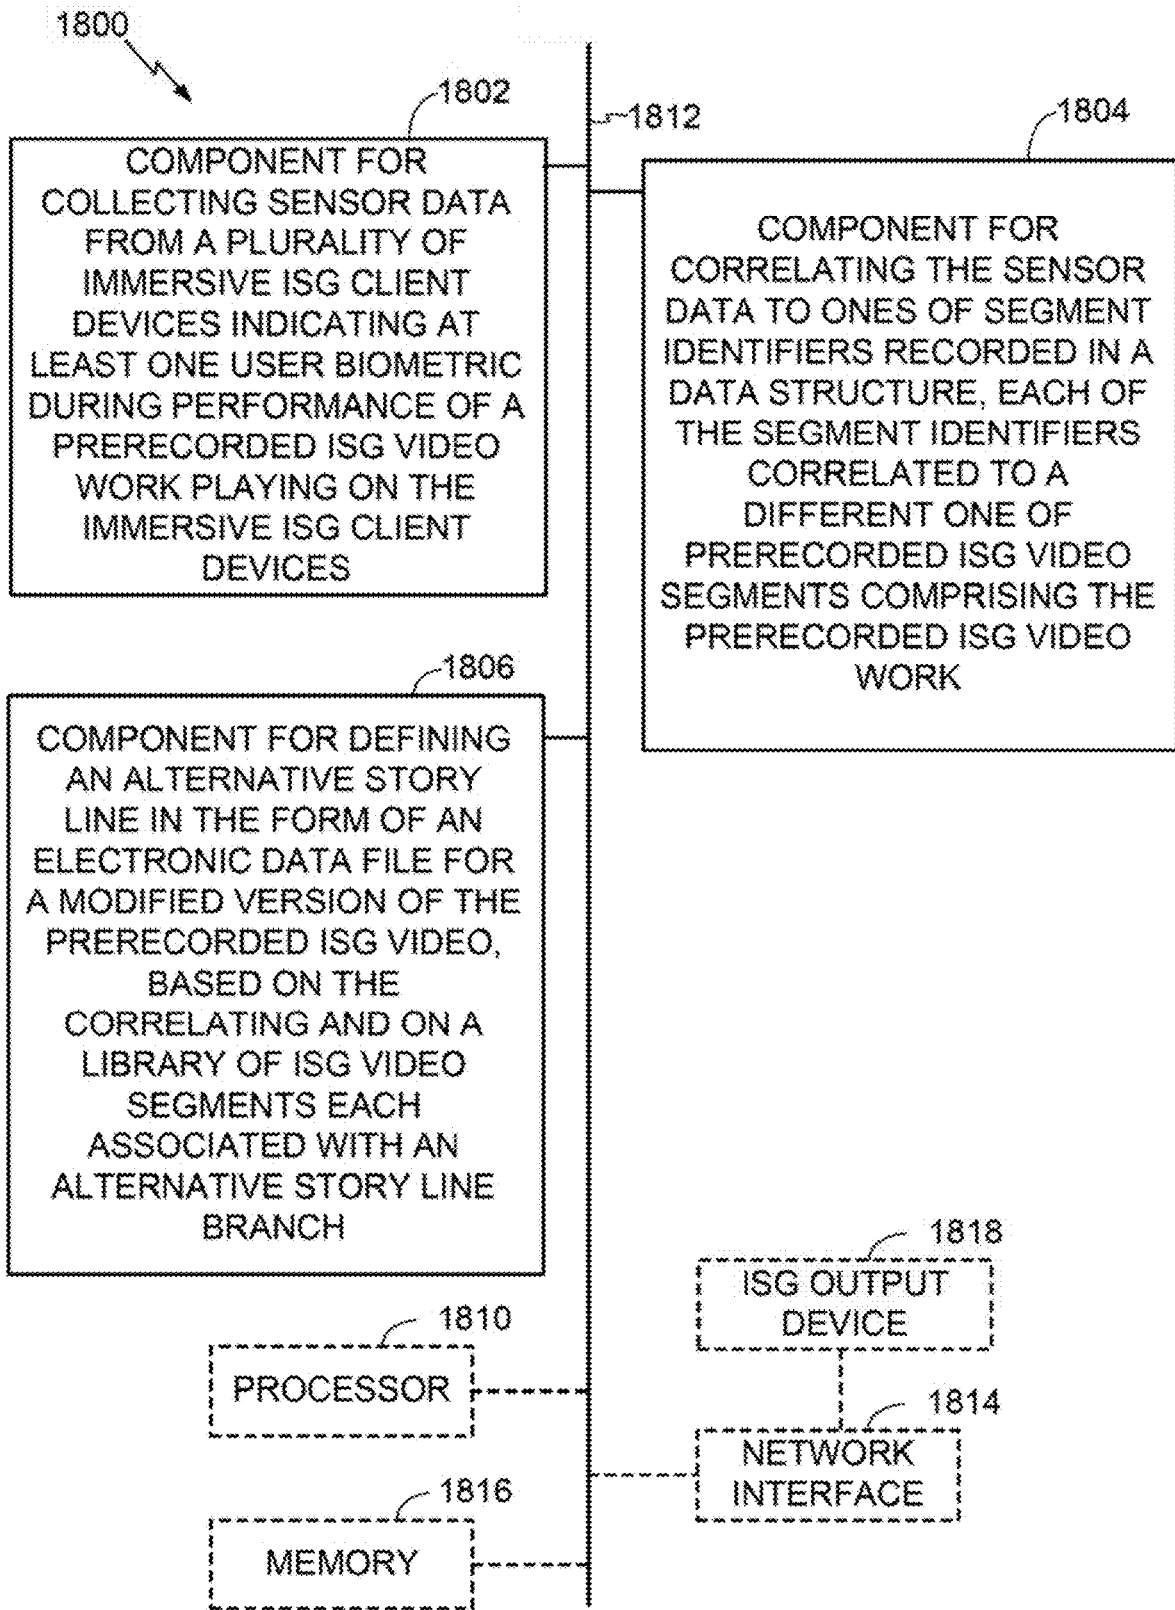 1800
1802
1812
1804
COMPONENT FOR
COLLECTING SENSOR DATA
FROM A PLURALITY OF
IMMERSIVE ISG CLIENT
DEVICES INDICATING AT
LEAST ONE USER BIOMETRIC
DURING PERFORMANCE OF A
PRERECORDED ISG VIDEO
WORK PLAYING ON THE
IMMERSIVE ISG CLIENT
DEVICES
COMPONENT FOR
CORRELATING THE SENSOR
DATA TO ONES OF SEGMENT
IDENTIFIERS RECORDED IN A
DATA STRUCTURE, EACH OF
THE SEGMENT IDENTIFIERS
CORRELATED TO A
DIFFERENT ONE OF
PRERECORDED ISG VIDEO
SEGMENTS COMPRISING THE
PRERECORDED ISG VIDEO
WORK
1806
COMPONENT FOR DEFINING
AN ALTERNATIVE STORY
LINE IN THE FORM OF AN
ELECTRONIC DATA FILE FOR
A MODIFIED VERSION OF THE
PRERECORDED ISG VIDEO,
BASED ON THE
CORRELATING AND ON A
LIBRARY OF ISG VIDEO
SEGMENTS EACH
ASSOCIATED WITH AN
ALTERNATIVE STORY LINE
BRANCH
1818
ISG OUTPUT
DEVICE
1810
PROCESSOR
1814
NETWORK
INTERFACE
1816
MEMORY